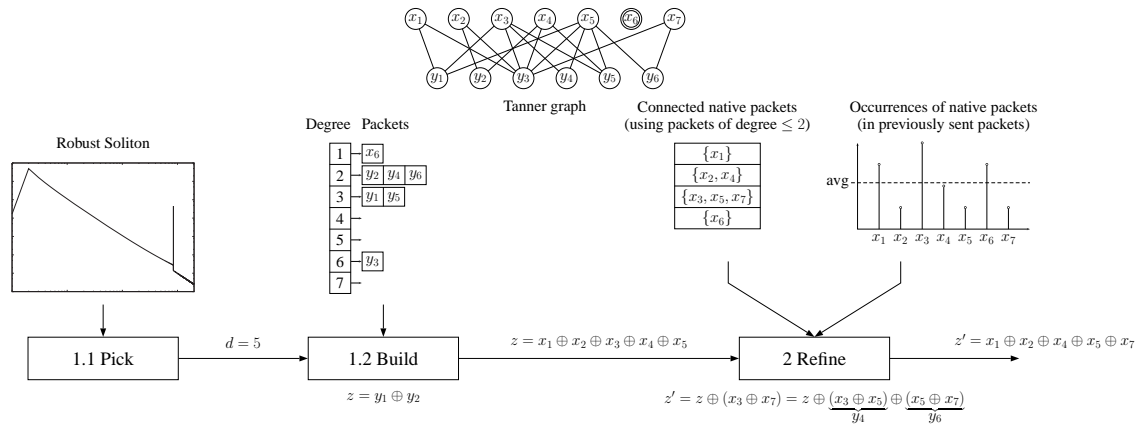 x₁ x₂ x₃ x₄ x₅ x₆ x₇
y₁ y₂ y₃ y₄ y₅ y₆
Tanner graph
Robust Soliton
Degree Packets
1 x₆
2 y₂ y₄ y₆
3 y₁ y₅
4
5
6 y₃
7
Connected native packets
(using packets of degree ≤ 2)
{x₁}
{x₂, x₄}
{x₃, x₅, x₇}
{x₆}
Occurrences of native packets
(in previously sent packets)
avg
x₁ x₂ x₃ x₄ x₅ x₆ x₇
1.1 Pick
d = 5
1.2 Build
z = y₁ ⊕ y₂
z = x₁ ⊕ x₂ ⊕ x₃ ⊕ x₄ ⊕ x₅
2 Refine
z′ = z ⊕ (x₃ ⊕ x₇) = z ⊕ (x₃ ⊕ x₅) ⊕ (x₅ ⊕ x₇)
y₄ y₆
z′ = x₁ ⊕ x₂ ⊕ x₄ ⊕ x₅ ⊕ x₇